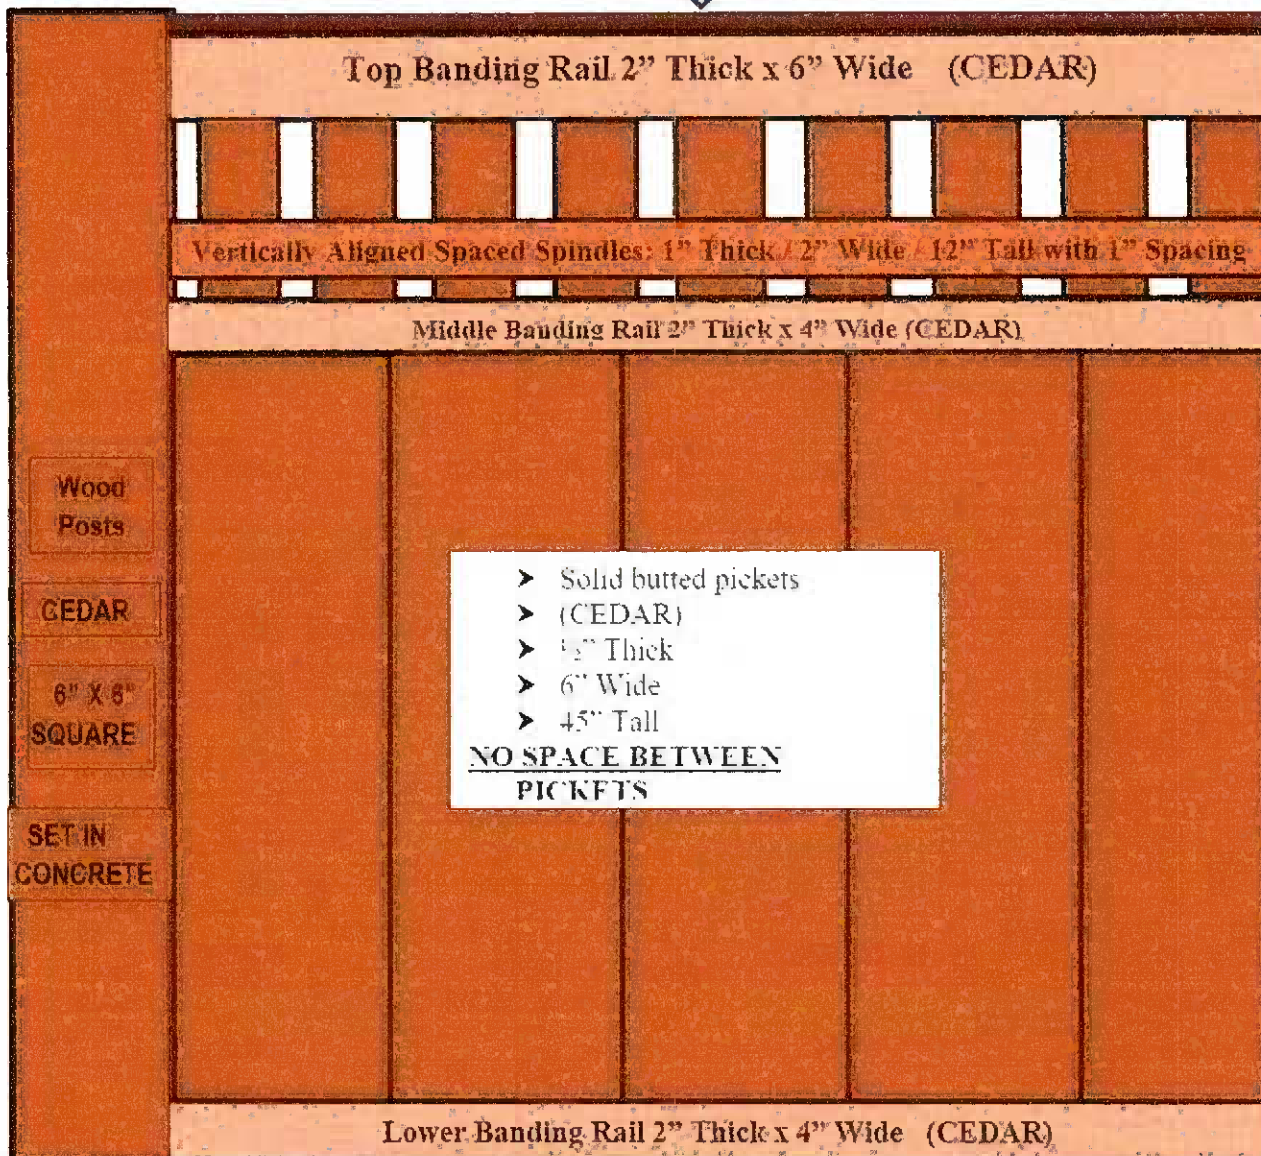 Top Banding Rail 2” Thick x 6” Wide (CEDAR)
Vertically Aligned Spaced Spindles: 1” Thick / 2” Wide / 12” Tall with 1” Spacing
Middle Banding Rail 2” Thick x 4” Wide (CEDAR)
Wood
Posts
CEDAR
6" X 6"
SQUARE
SET IN
CONCRETE
➤ Solid butted pickets
➤ (CEDAR)
➤ ½” Thick
➤ 6” Wide
➤ 45” Tall
NO SPACE BETWEEN
PICKETS
Lower Banding Rail 2” Thick x 4” Wide (CEDAR)